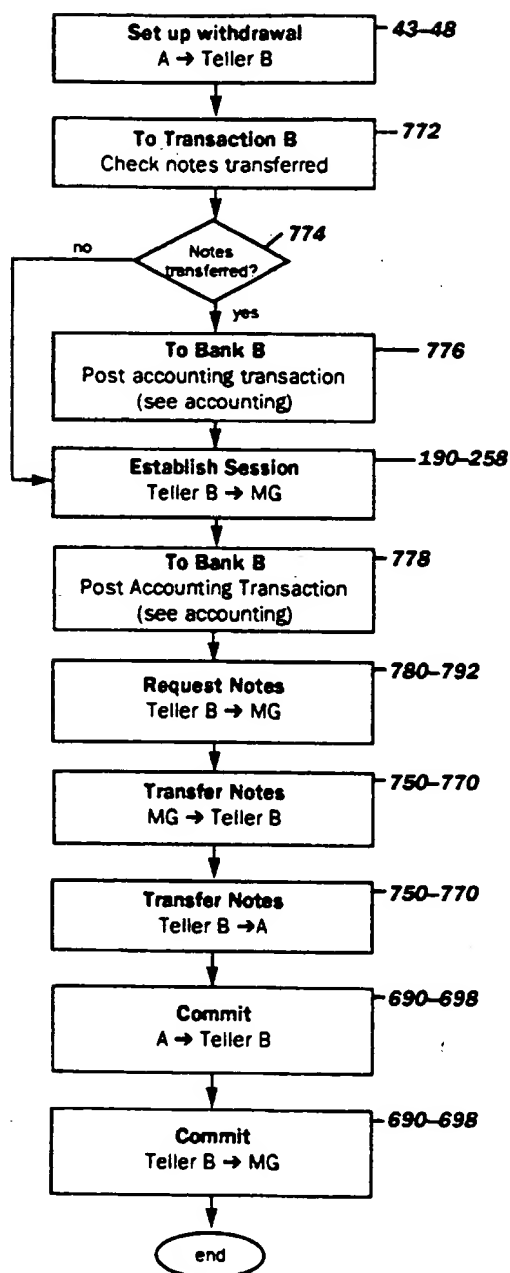 Set up withdrawal
A → Teller B
43–48
To Transaction B
Check notes transferred
772
Notes
transferred?
774
no
yes
To Bank B
Post accounting transaction
(see accounting)
776
Establish Session
Teller B → MG
190–258
To Bank B
Post Accounting Transaction
(see accounting)
778
Request Notes
Teller B → MG
780–792
Transfer Notes
MG → Teller B
750–770
Transfer Notes
Teller B →A
750–770
Commit
A → Teller B
690–698
Commit
Teller B → MG
690–698
end